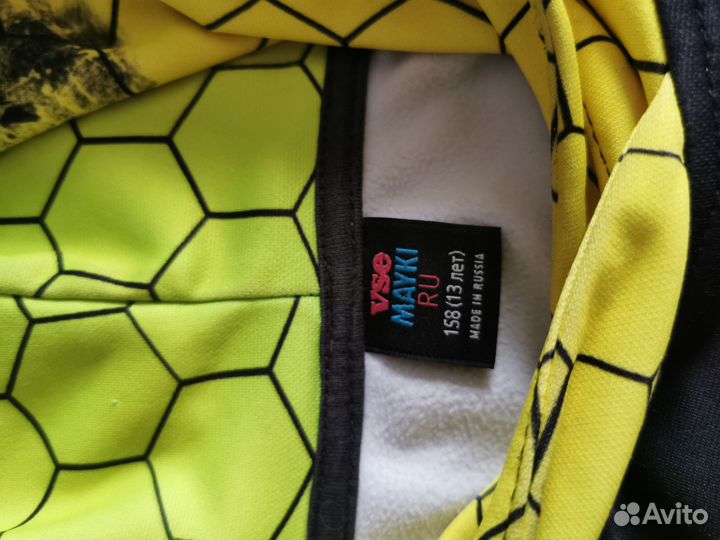 vse
MAYKI
RU
158 (13 лет)
MADE IN RUSSIA
Avito